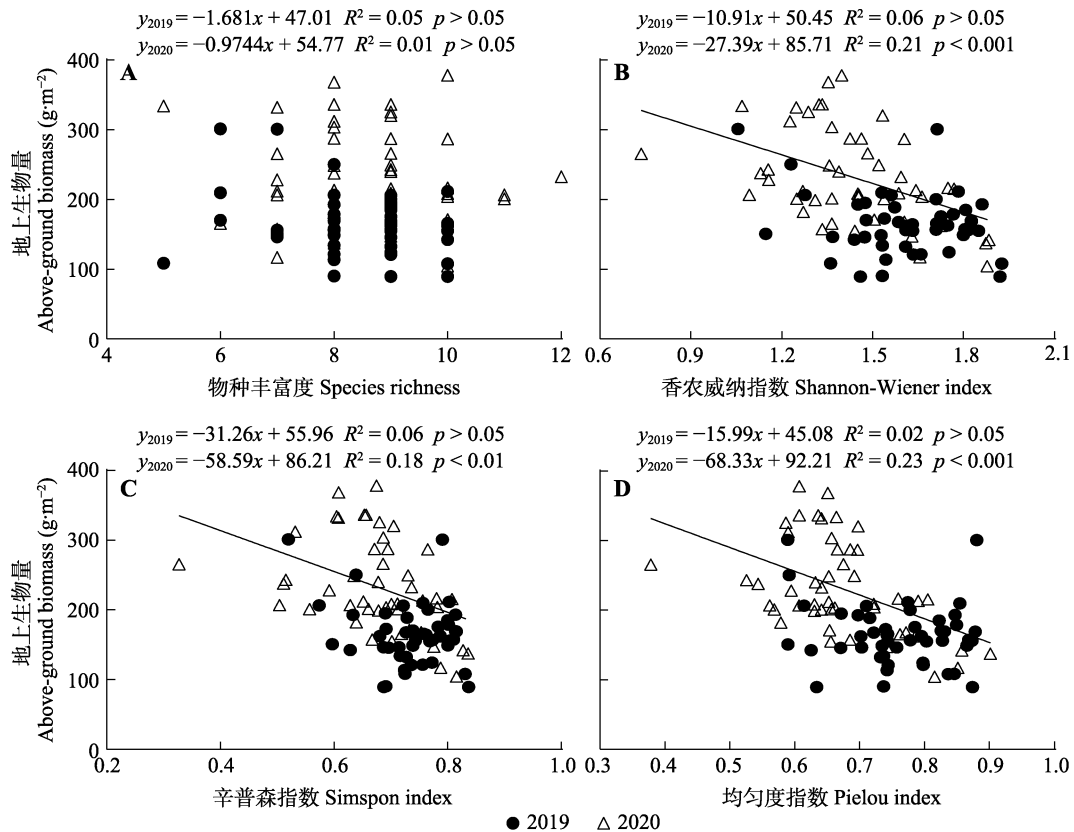 y2019=−1.681x+47.01 R²=0.05 p>0.05
y2020=−0.9744x+54.77 R²=0.01 p>0.05
A
400
300
200
100
0
4 6 8 10 12
地上生物量
Above-ground biomass (g·m⁻²)
物种丰富度 Species richness
y2019=−10.91x+50.45 R²=0.06 p>0.05
y2020=−27.39x+85.71 R²=0.21 p<0.001
B
0.6 0.9 1.2 1.5 1.8 2.1
香农威纳指数 Shannon-Wiener index
y2019=−31.26x+55.96 R²=0.06 p>0.05
y2020=−58.59x+86.21 R²=0.18 p<0.01
C
400
300
200
100
0
0.2 0.4 0.6 0.8 1.0
地上生物量
Above-ground biomass (g·m⁻²)
辛普森指数 Simspon index
y2019=−15.99x+45.08 R²=0.02 p>0.05
y2020=−68.33x+92.21 R²=0.23 p<0.001
D
0.3 0.4 0.5 0.6 0.7 0.8 0.9 1.0
均匀度指数 Pielou index
2019 2020